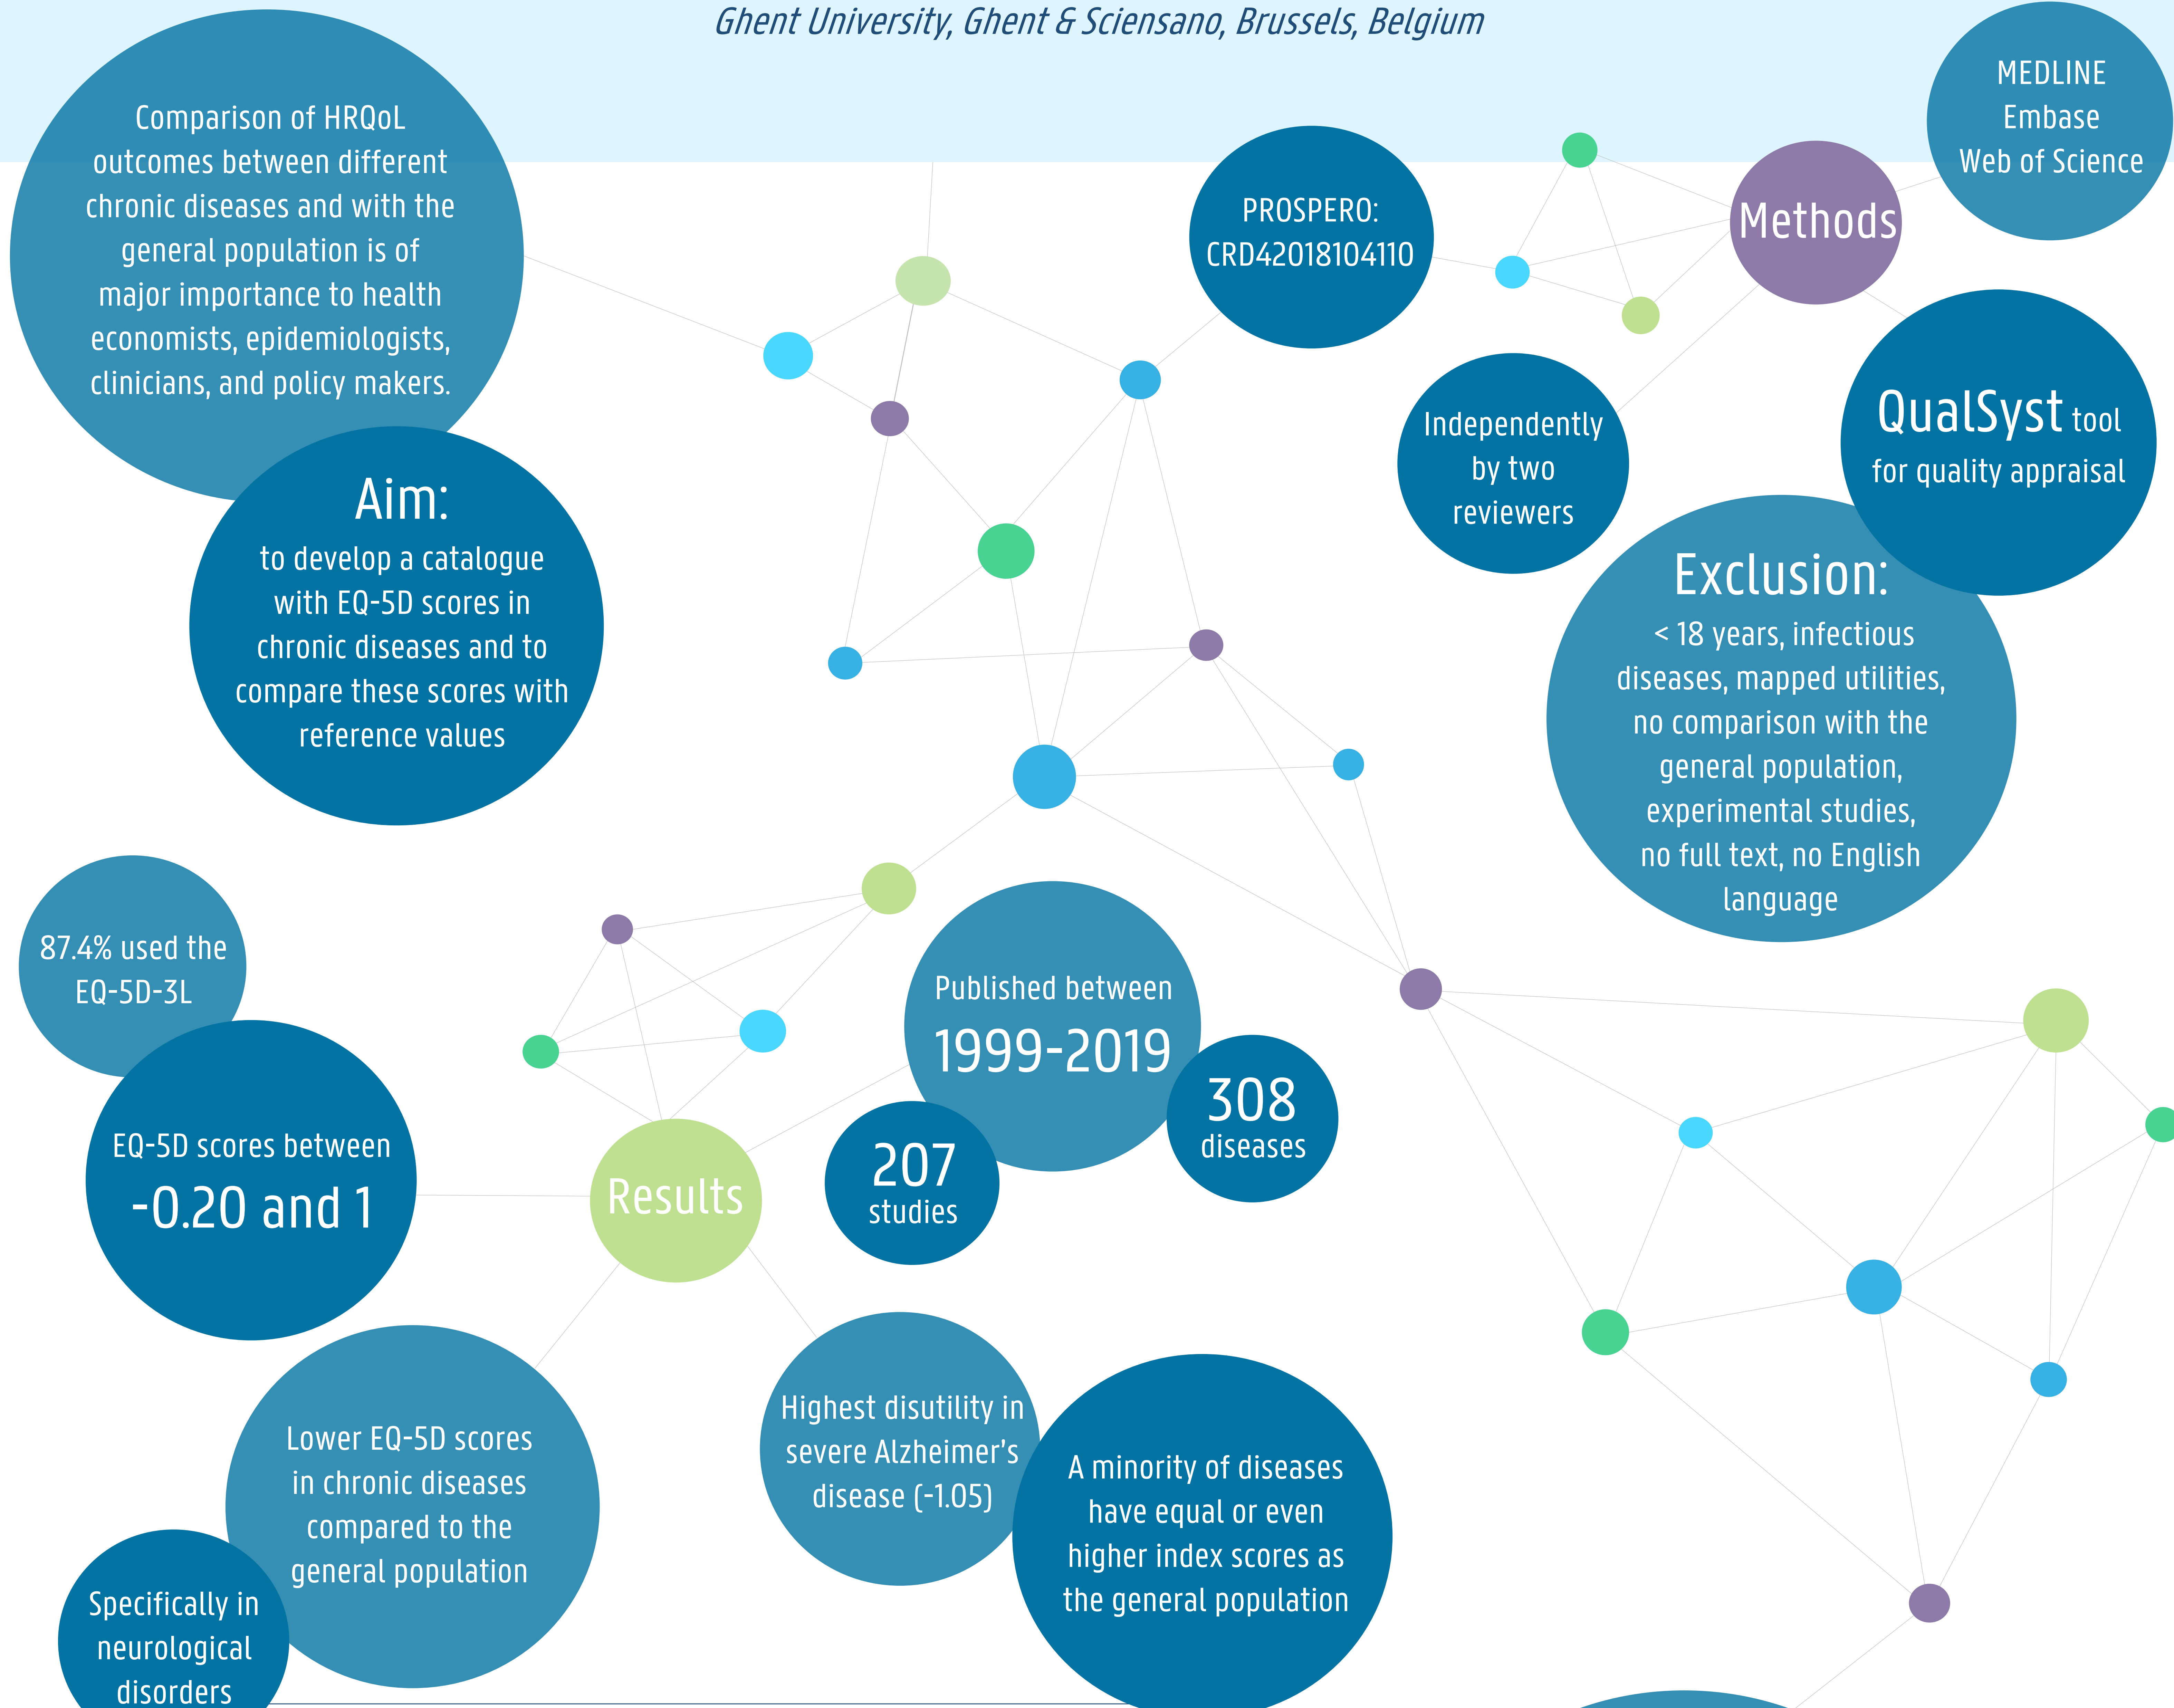 Ghent University, Ghent & Sciensano, Brussels, Belgium
Comparison of HRQoL
outcomes between different
chronic diseases and with the
general population is of
major importance to health
economists, epidemiologists,
clinicians, and policy makers.
Aim:
to develop a catalogue
with EQ-5D scores in
chronic diseases and to
compare these scores with
reference values
PROSPERO:
CRD42018104110
Methods
MEDLINE
Embase
Web of Science
Independently
by two
reviewers
QualSyst tool
for quality appraisal
Exclusion:
< 18 years, infectious
diseases, mapped utilities,
no comparison with the
general population,
experimental studies,
no full text, no English
language
87.4% used the
EQ-5D-3L
EQ-5D scores between
-0.20 and 1
Results
Published between
1999-2019
207
studies
308
diseases
Lower EQ-5D scores
in chronic diseases
compared to the
general population
Specifically in
neurological
disorders
Highest disutility in
severe Alzheimer's
disease (-1.05)
A minority of diseases
have equal or even
higher index scores as
the general population